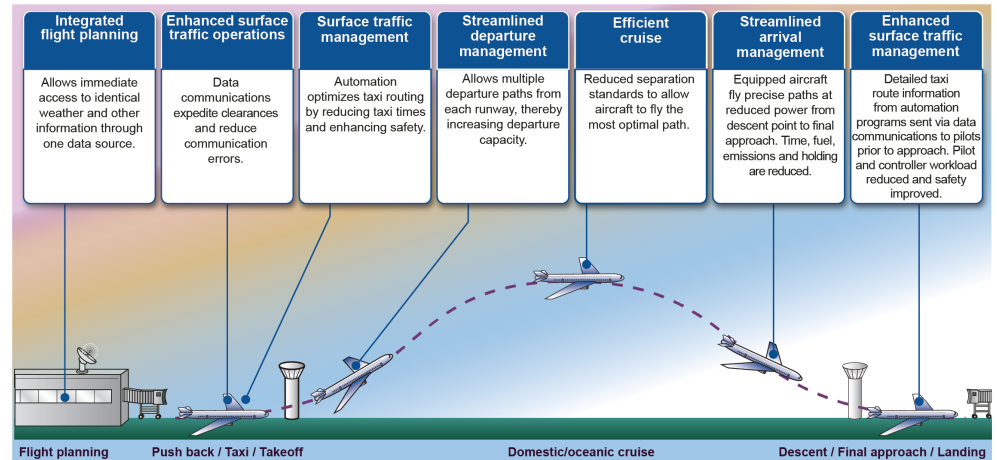 Integrated
flight planning
Allows immediate
access to identical
weather and other
information through
one data source.
Enhanced surface
traffic operations
Data
communications
expedite clearances
and reduce
communication
errors.
Surface traffic
management
Automation
optimizes taxi routing
by reducing taxi times
and enhancing safety.
Streamlined
departure
management
Allows multiple
departure paths from
each runway, thereby
increasing departure
capacity.
Efficient
cruise
Reduced separation
standards to allow
aircraft to fly the
most optimal path.
Streamlined
arrival
management
Equipped aircraft
fly precise paths at
reduced power from
descent point to final
approach. Time, fuel,
emissions and holding
are reduced.
Enhanced
surface traffic
management
Detailed taxi
route information
from automation
programs sent via data
communications to pilots
prior to approach. Pilot
and controller workload
reduced and safety
improved.
Flight planning
Push back / Taxi / Takeoff
Domestic/oceanic cruise
Descent / Final approach / Landing